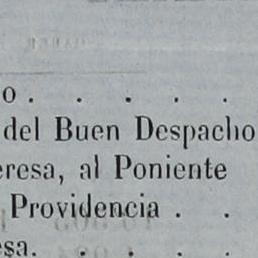 o. . . . .
del Buen Despacho
eresa, al Poniente
Providencia . .
esa. . . . .